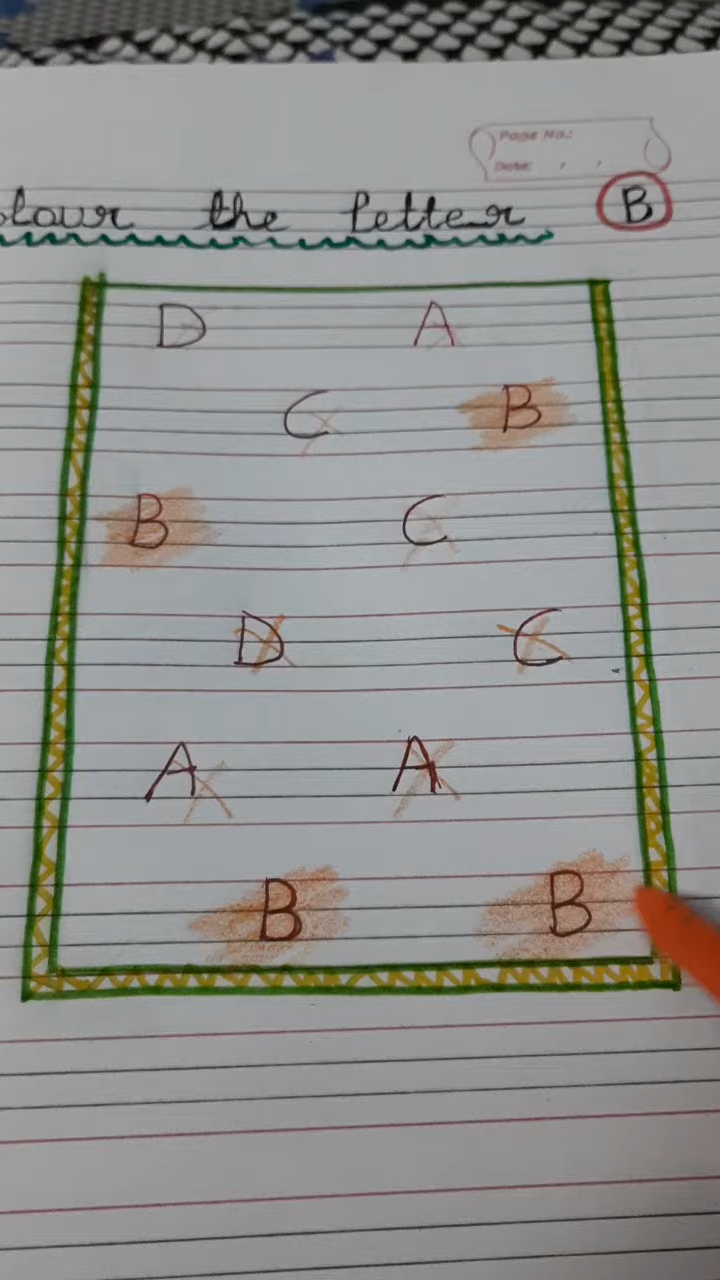 Page No.:
Date:
lour the letter B
D A
C B
B C
D C
A A
B B